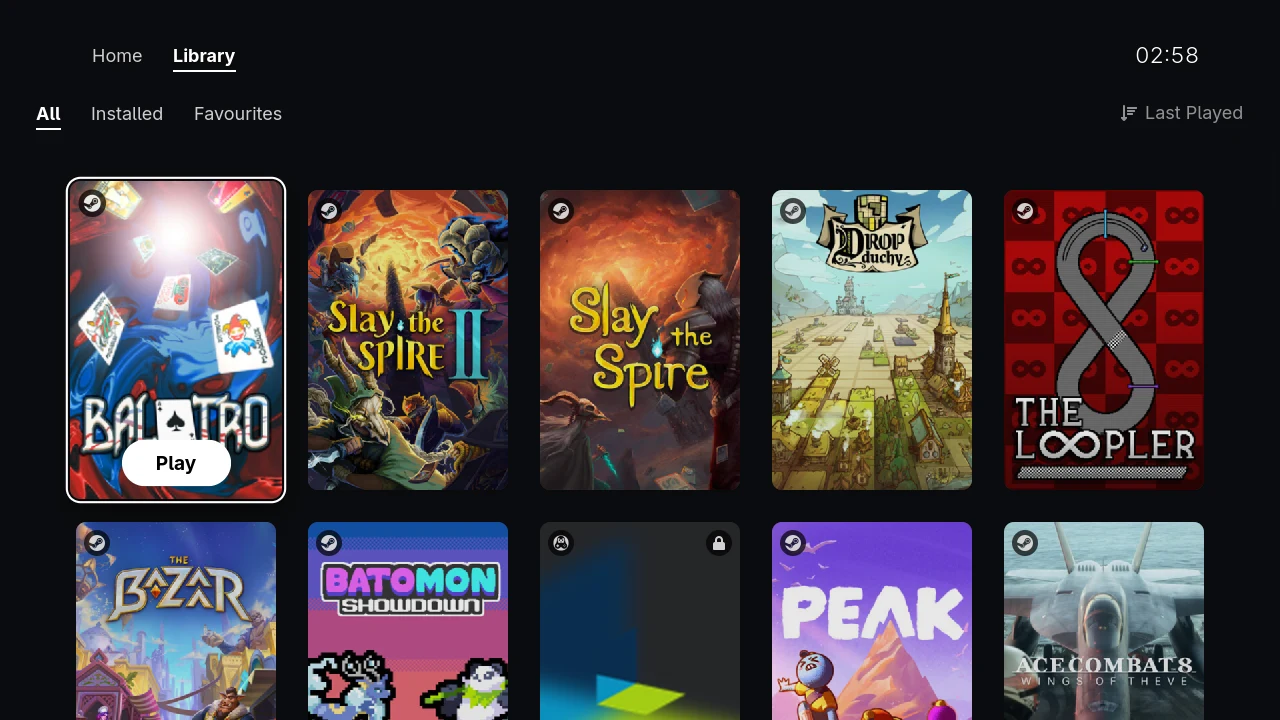 Home Library 02:58
All Installed Favourites Last Played
BALATRO
Play
Slay the
SPIRE II
Slay the
Spire
DROP
duchy
THE
LOOPLER
THE
BAZAAR
BATOMON
SHOWDOWN
PEAK
ACE COMBAT 8
WINGS OF THEVE